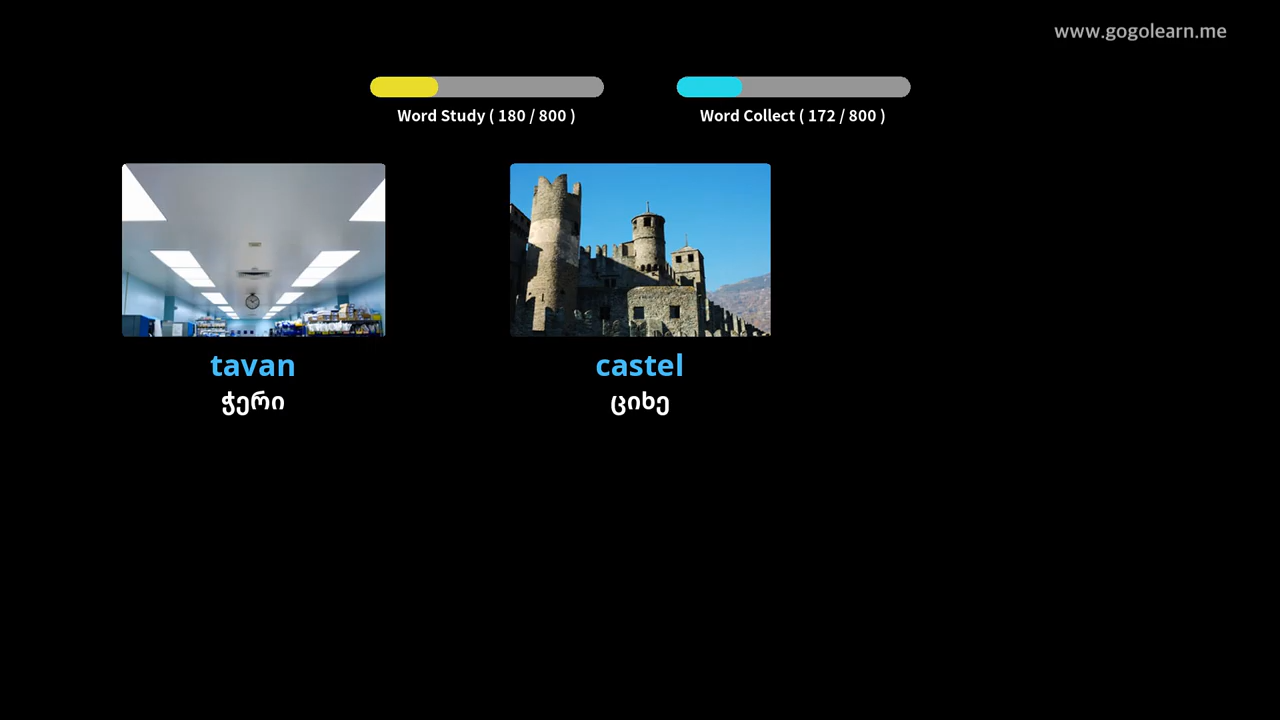 www.gogolearn.me
Word Study ( 180 / 800 )
Word Collect ( 172 / 800 )
tavan
ჭერი
castel
ციხე